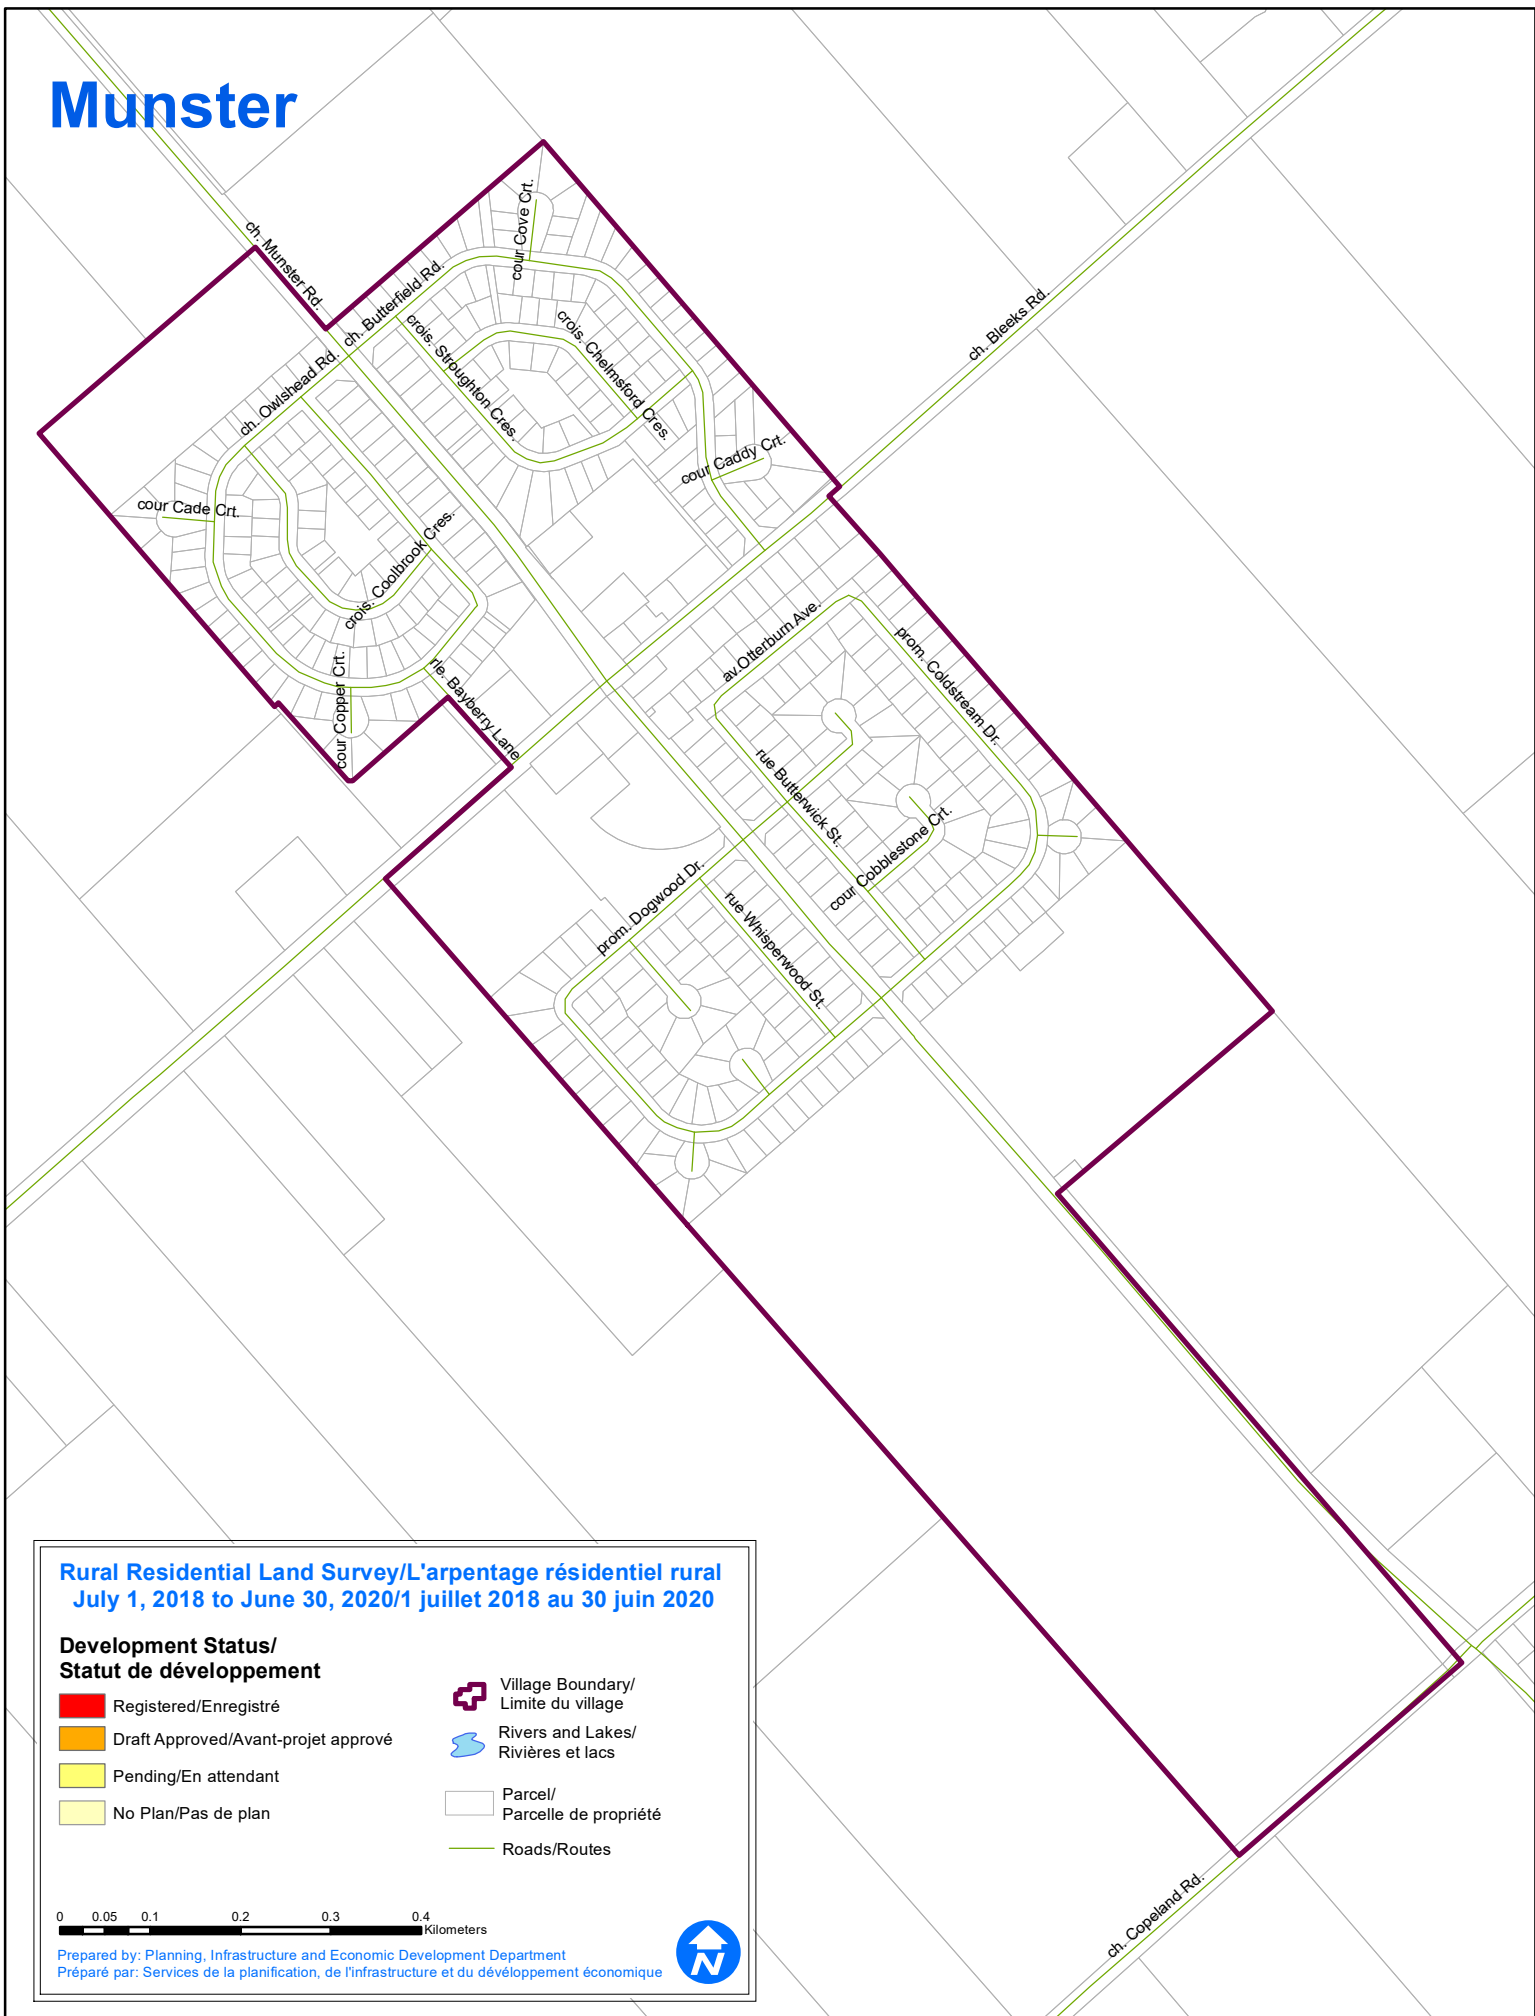 Munster
cour Cove Crt.
ch. Munster Rd.
ch. Butterfield Rd.
ch. Bleeks Rd.
crois. Stroughton Cres.
crois. Chelmsford Cres.
ch. Owlshead Rd.
cour Caddy Crt.
cour Cade Crt.
crois. Coolbrook Cres.
av.Otterburn Ave.
prom. Coldstream Dr.
cour Copper Crt.
rle. Bayberry Lane
rue Butterwick St.
cour Cobblestone Crt.
prom. Dogwood Dr.
rue Whisperwood St.
ch. Copeland Rd.
Rural Residential Land Survey/L'arpentage résidentiel rural
July 1, 2018 to June 30, 2020/1 juillet 2018 au 30 juin 2020
Development Status/
Statut de développement
Registered/Enregistré
Draft Approved/Avant-projet apprové
Pending/En attendant
No Plan/Pas de plan
Village Boundary/
Limite du village
Rivers and Lakes/
Rivières et lacs
Parcel/
Parcelle de propriété
Roads/Routes
0 0.05 0.1 0.2 0.3 0.4
Kilometers
Prepared by: Planning, Infrastructure and Economic Development Department
Préparé par: Services de la planification, de l'infrastructure et du dévéloppement économique
N